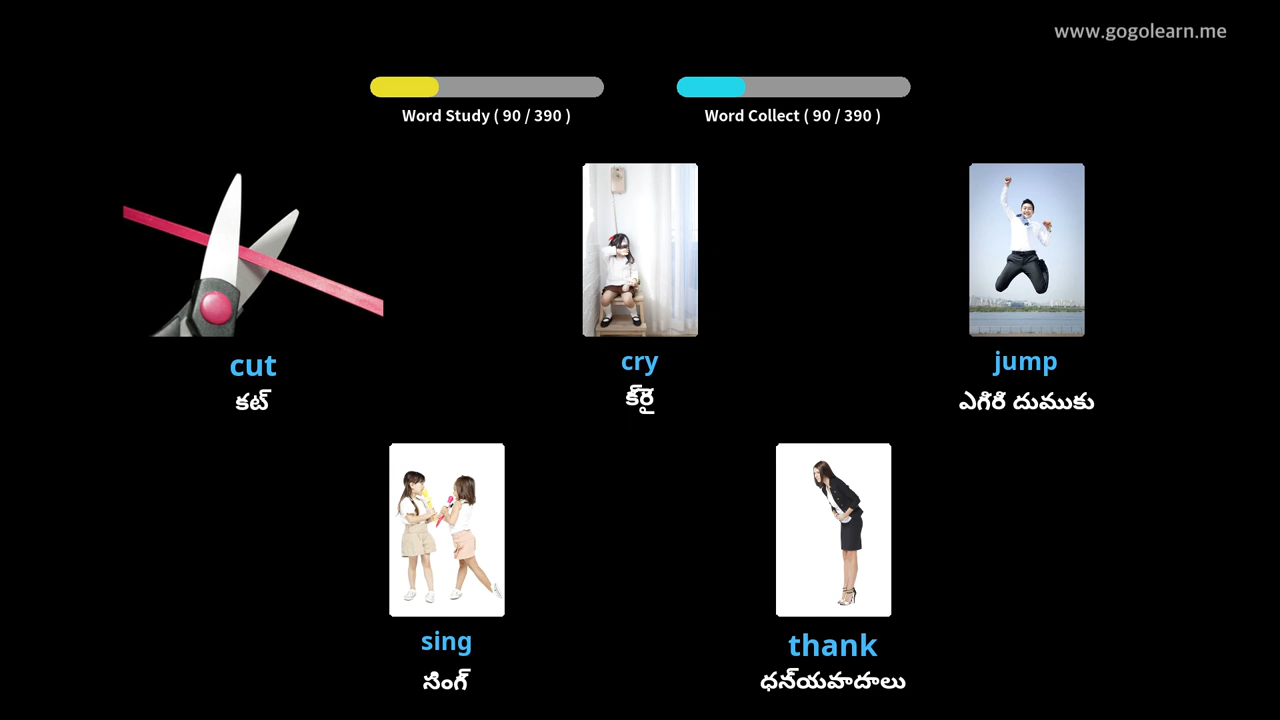 www.gogolearn.me
Word Study ( 90 / 390 )
Word Collect ( 90 / 390 )
cut
కట్
cry
క్రై
jump
ఎగిరి దుముకు
sing
సింగ్
thank
ధన్యవాదాలు